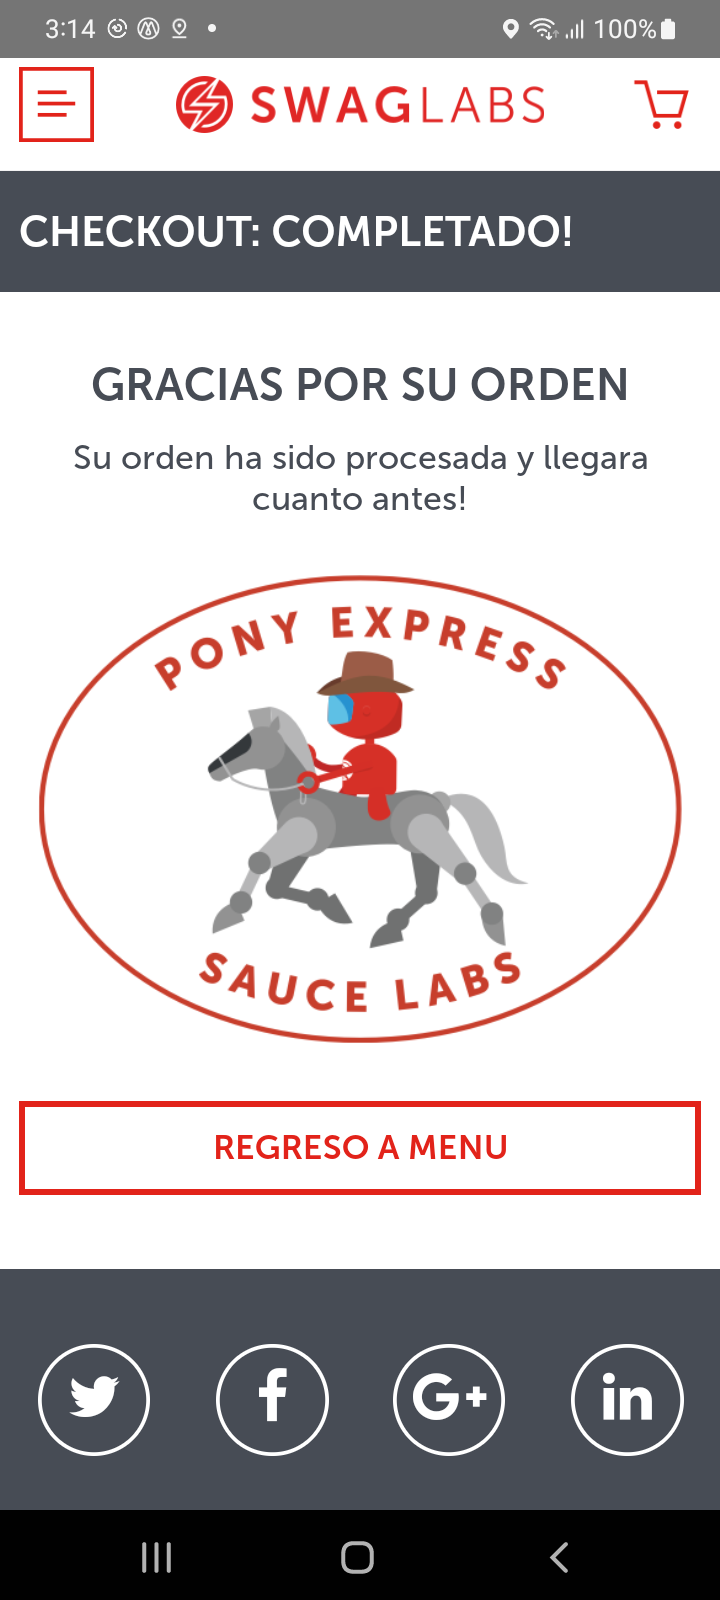 3:14 100%
SWAGLABS
CHECKOUT: COMPLETADO!
GRACIAS POR SU ORDEN
Su orden ha sido procesada y llegara
cuanto antes!
PONY EXPRESS
SAUCE LABS
REGRESO A MENU
f G+ in